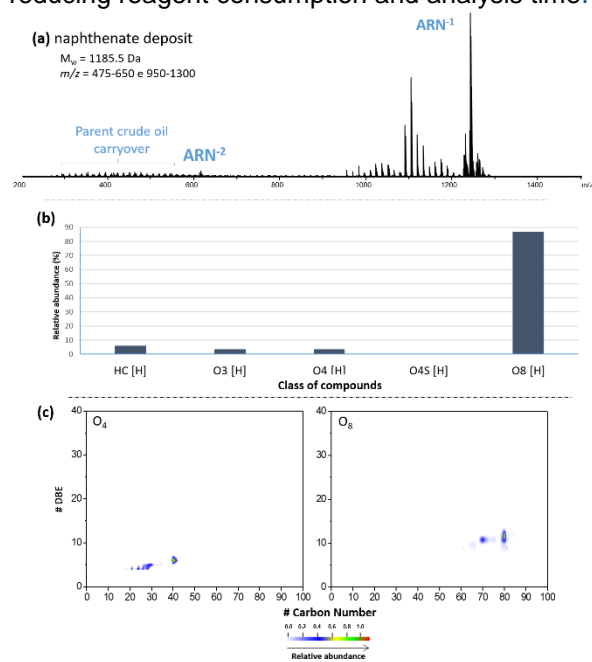 reducing reagent consumption and analysis time.
(a) naphthenate deposit
Mw = 1185.5 Da
m/z = 475-650 e 950-1300
ARN-1
Parent crude oil
carryover
ARN-2
200 400 600 800 1000 1200 1400 m/z
(b)
Relative abundance (%)
90
80
70
60
50
40
30
20
10
0
HC [H] O3 [H] O4 [H] O4S [H] O8 [H]
Class of compounds
(c)
# DBE
O4
40
30
20
10
0
0 10 20 30 40 50 60 70 80 90 100
O8
40
30
20
10
0
0 10 20 30 40 50 60 70 80 90 100
# Carbon Number
0.0 0.2 0.4 0.6 0.8 1.0
Relative abundance